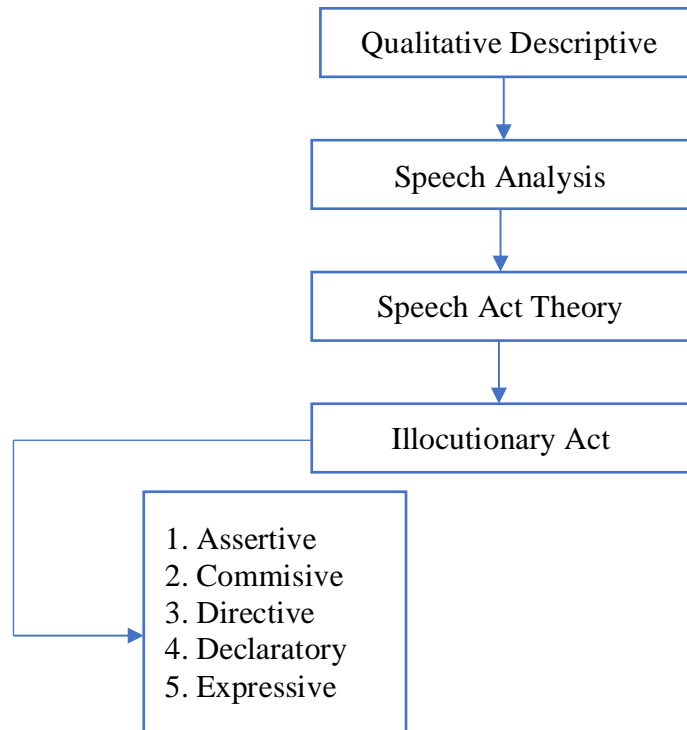 Qualitative Descriptive
Speech Analysis
Speech Act Theory
Illocutionary Act
1. Assertive
2. Commisive
3. Directive
4. Declaratory
5. Expressive